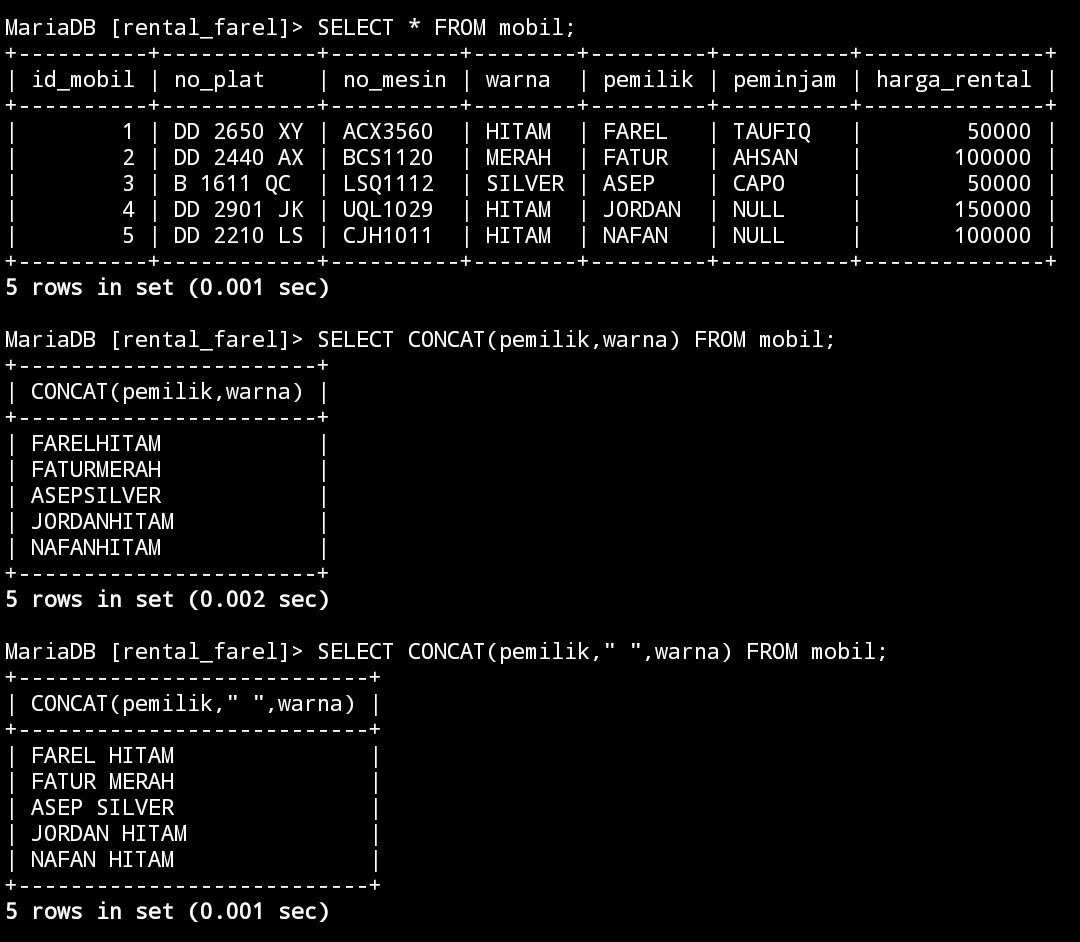 MariaDB [rental_farel]> SELECT * FROM mobil;
+----------+------------+----------+--------+---------+----------+--------------+
| id_mobil | no_plat    | no_mesin | warna  | pemilik | peminjam | harga_rental |
+----------+------------+----------+--------+---------+----------+--------------+
|        1 | DD 2650 XY | ACX3560  | HITAM  | FAREL   | TAUFIQ   |        50000 |
|        2 | DD 2440 AX | BCS1120  | MERAH  | FATUR   | AHSAN    |       100000 |
|        3 | B 1611 QC  | LSQ1112  | SILVER | ASEP    | CAPO     |        50000 |
|        4 | DD 2901 JK | UQL1029  | HITAM  | JORDAN  | NULL     |       150000 |
|        5 | DD 2210 LS | CJH1011  | HITAM  | NAFAN   | NULL     |       100000 |
+----------+------------+----------+--------+---------+----------+--------------+
5 rows in set (0.001 sec)

MariaDB [rental_farel]> SELECT CONCAT(pemilik,warna) FROM mobil;
+-----------------------+
| CONCAT(pemilik,warna) |
+-----------------------+
| FARELHITAM            |
| FATURMERAH            |
| ASEPSILVER            |
| JORDANHITAM           |
| NAFANHITAM            |
+-----------------------+
5 rows in set (0.002 sec)

MariaDB [rental_farel]> SELECT CONCAT(pemilik," ",warna) FROM mobil;
+---------------------------+
| CONCAT(pemilik," ",warna) |
+---------------------------+
| FAREL HITAM               |
| FATUR MERAH               |
| ASEP SILVER               |
| JORDAN HITAM              |
| NAFAN HITAM               |
+---------------------------+
5 rows in set (0.001 sec)